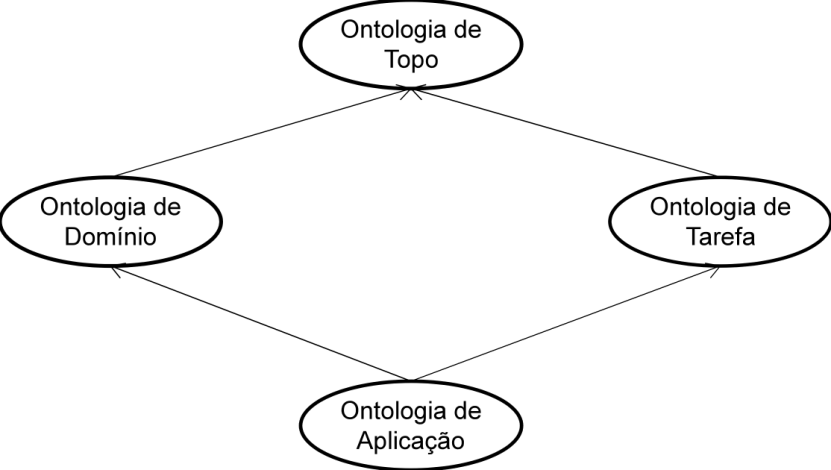 Ontologia de
Topo
Ontologia de
Domínio
Ontologia de
Tarefa
Ontologia de
Aplicação